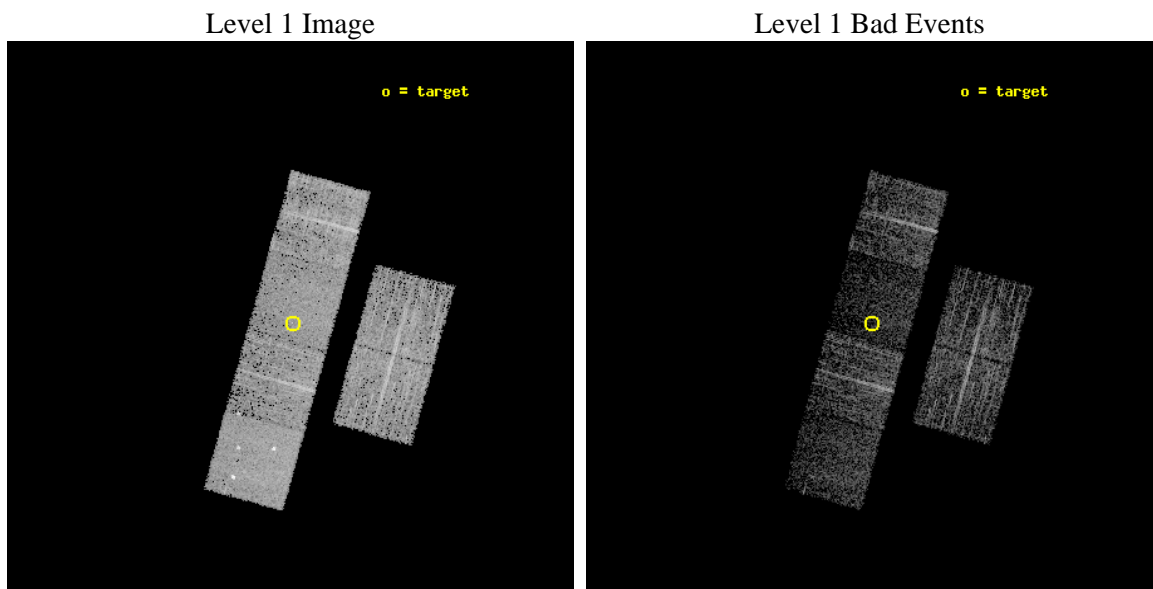 Level 1 Image
Level 1 Bad Events
o = target
o = target